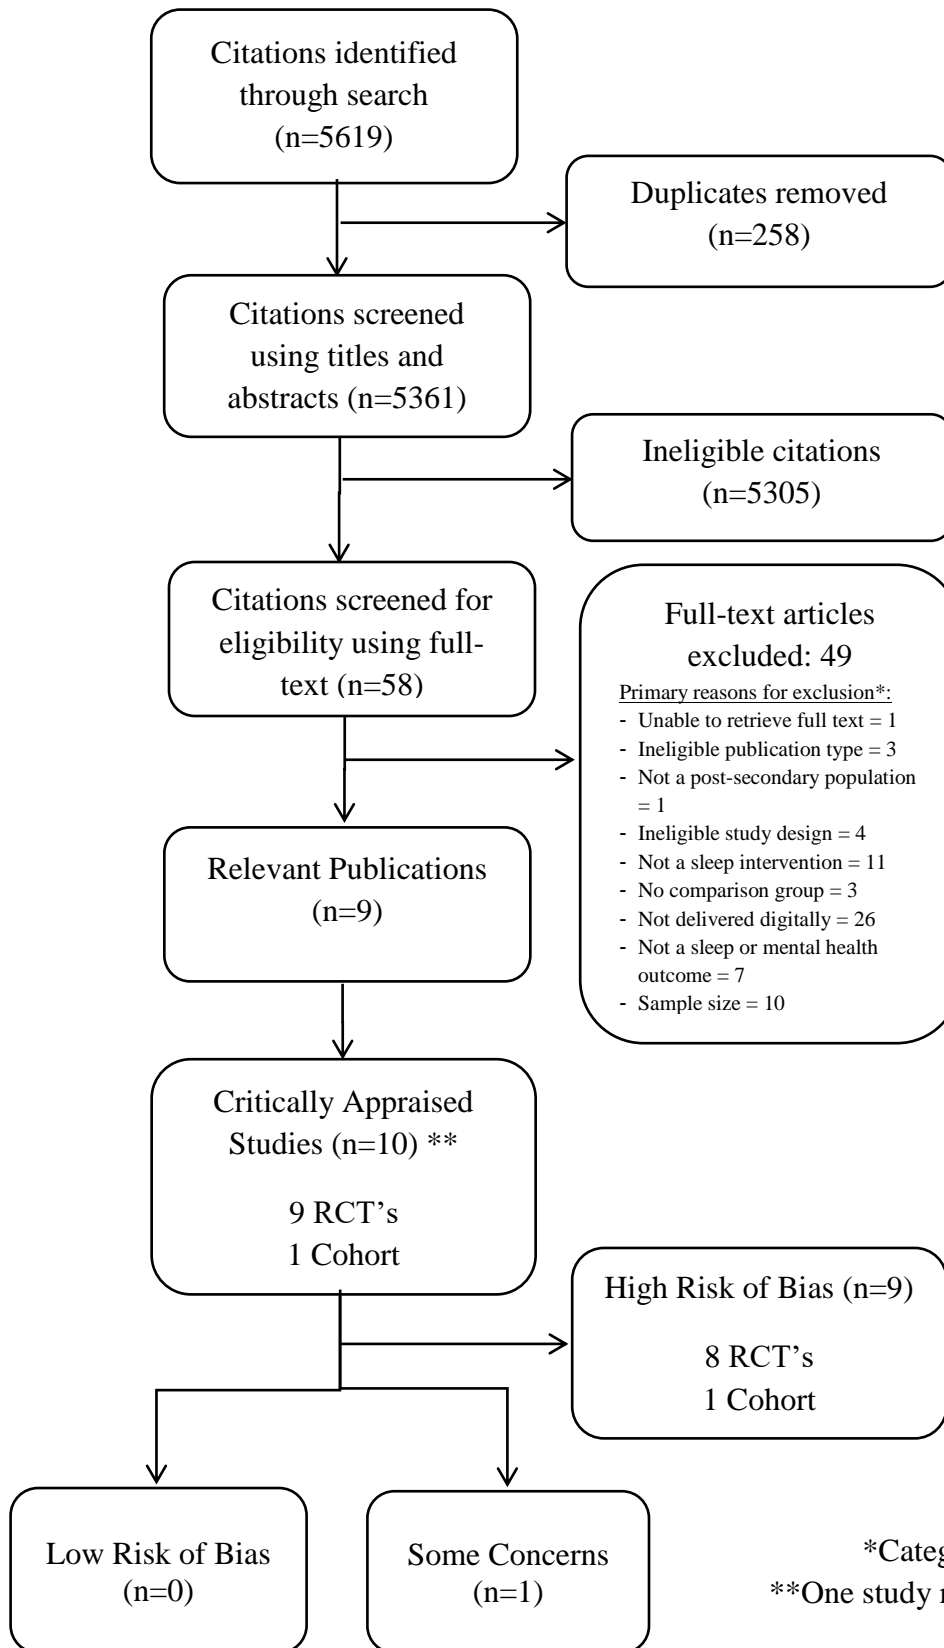 Citations identified
through search
(n=5619)
Duplicates removed
(n=258)
Citations screened
using titles and
abstracts (n=5361)
Ineligible citations
(n=5305)
Citations screened for
eligibility using full-
text (n=58)
Full-text articles
excluded: 49
Primary reasons for exclusion*:
- Unable to retrieve full text = 1
- Ineligible publication type = 3
- Not a post-secondary population
= 1
- Ineligible study design = 4
- Not a sleep intervention = 11
- No comparison group = 3
- Not delivered digitally = 26
- Not a sleep or mental health
outcome = 7
- Sample size = 10
Relevant Publications
(n=9)
Critically Appraised
Studies (n=10) **
9 RCT’s
1 Cohort
High Risk of Bias (n=9)
8 RCT’s
1 Cohort
Low Risk of Bias
(n=0)
Some Concerns
(n=1)
**One study